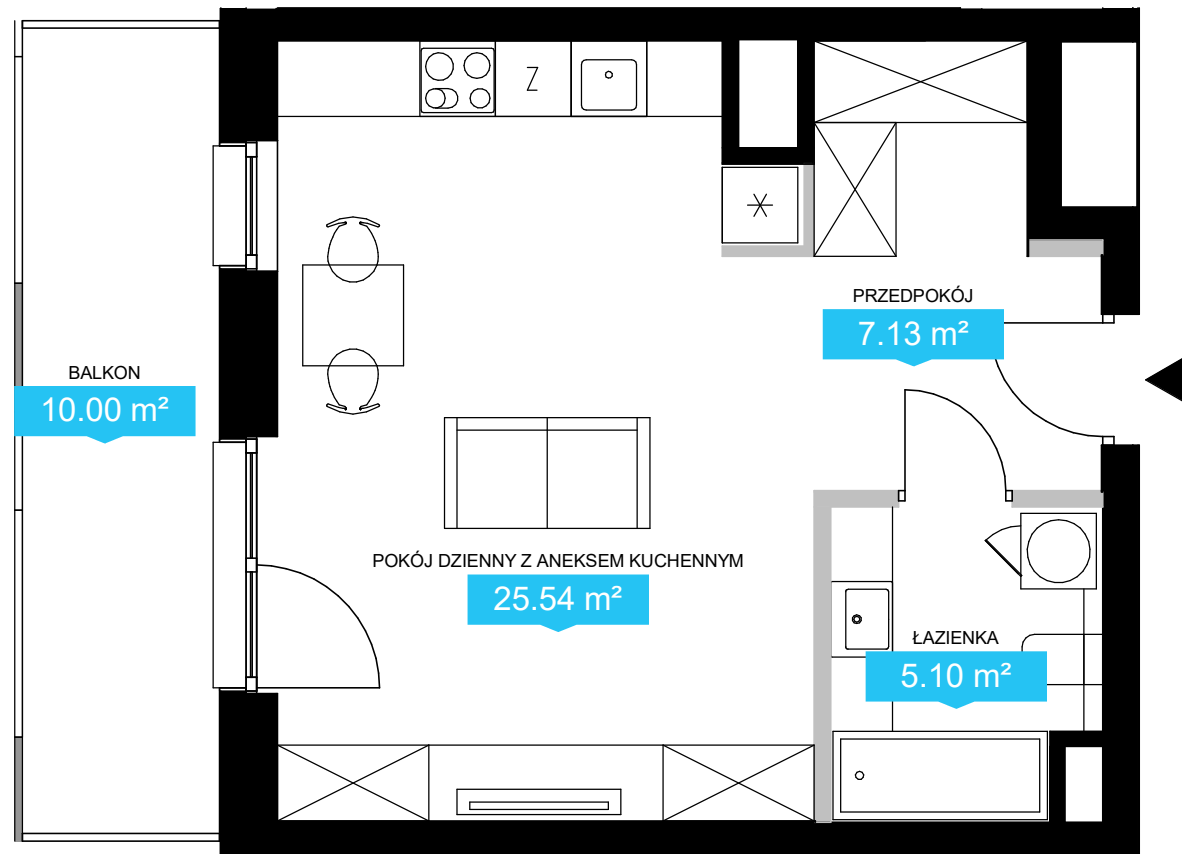 Z
PRZEDPOKÓJ
7.13 m²
BALKON
10.00 m²
POKÓJ DZIENNY Z ANEKSEM KUCHENNYM
25.54 m²
ŁAZIENKA
5.10 m²